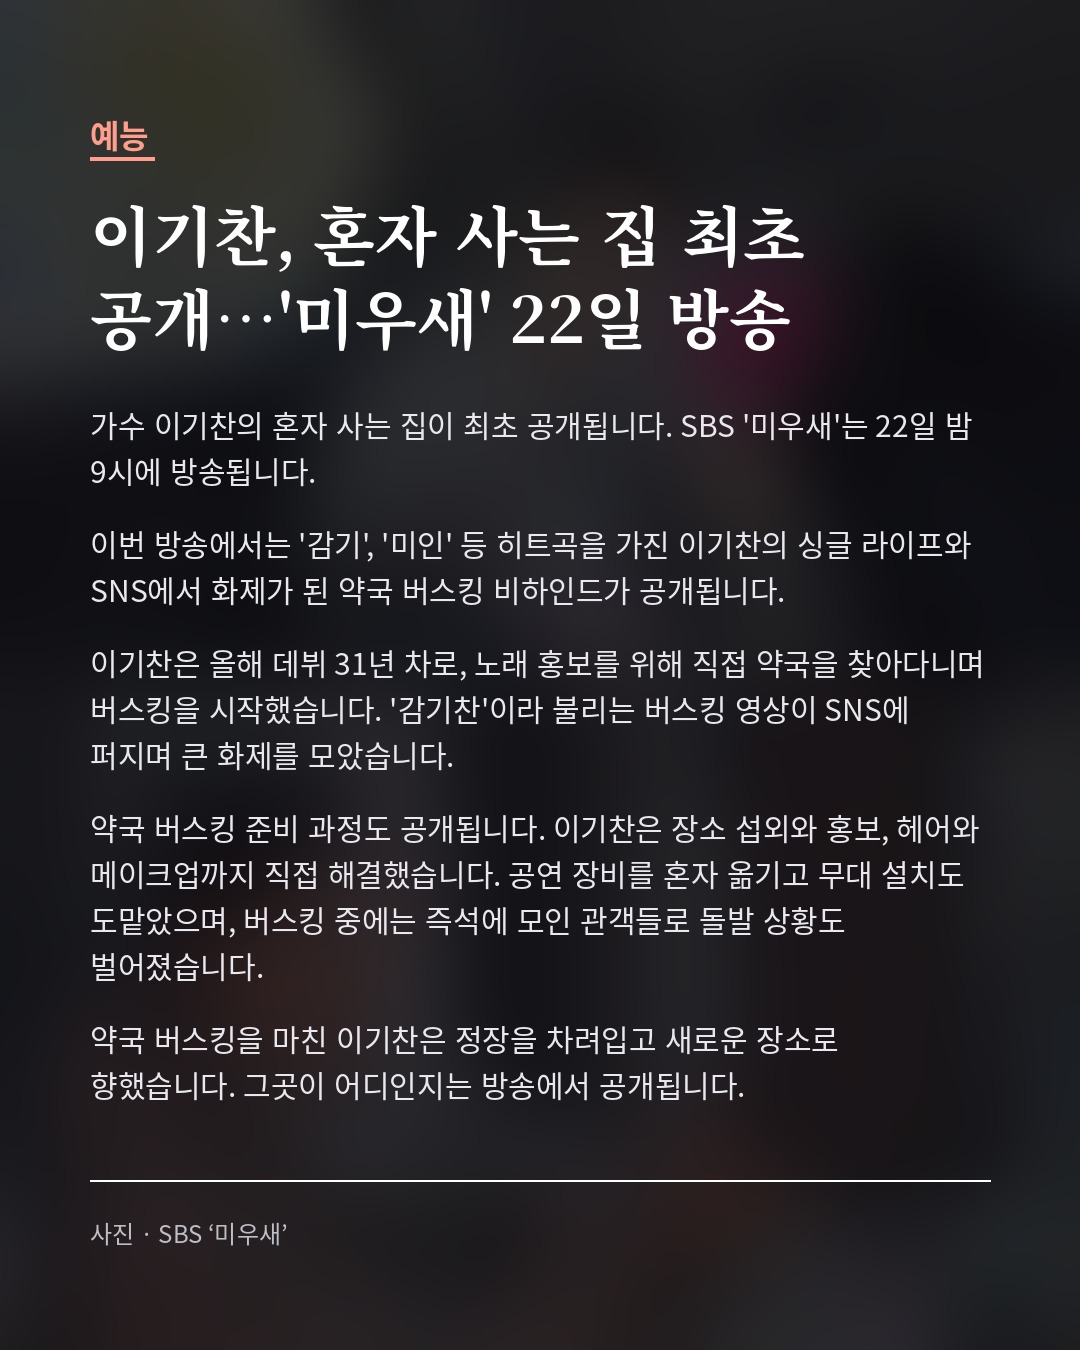 예능
이기찬, 혼자 사는 집 최초
공개…'미우새' 22일 방송
가수 이기찬의 혼자 사는 집이 최초 공개됩니다. SBS '미우새'는 22일 밤
9시에 방송됩니다.
이번 방송에서는 '감기', '미인' 등 히트곡을 가진 이기찬의 싱글 라이프와
SNS에서 화제가 된 약국 버스킹 비하인드가 공개됩니다.
이기찬은 올해 데뷔 31년 차로, 노래 홍보를 위해 직접 약국을 찾아다니며
버스킹을 시작했습니다. '감기찬'이라 불리는 버스킹 영상이 SNS에
퍼지며 큰 화제를 모았습니다.
약국 버스킹 준비 과정도 공개됩니다. 이기찬은 장소 섭외와 홍보, 헤어와
메이크업까지 직접 해결했습니다. 공연 장비를 혼자 옮기고 무대 설치도
도맡았으며, 버스킹 중에는 즉석에 모인 관객들로 돌발 상황도
벌어졌습니다.
약국 버스킹을 마친 이기찬은 정장을 차려입고 새로운 장소로
향했습니다. 그곳이 어디인지는 방송에서 공개됩니다.
사진 · SBS ‘미우새’